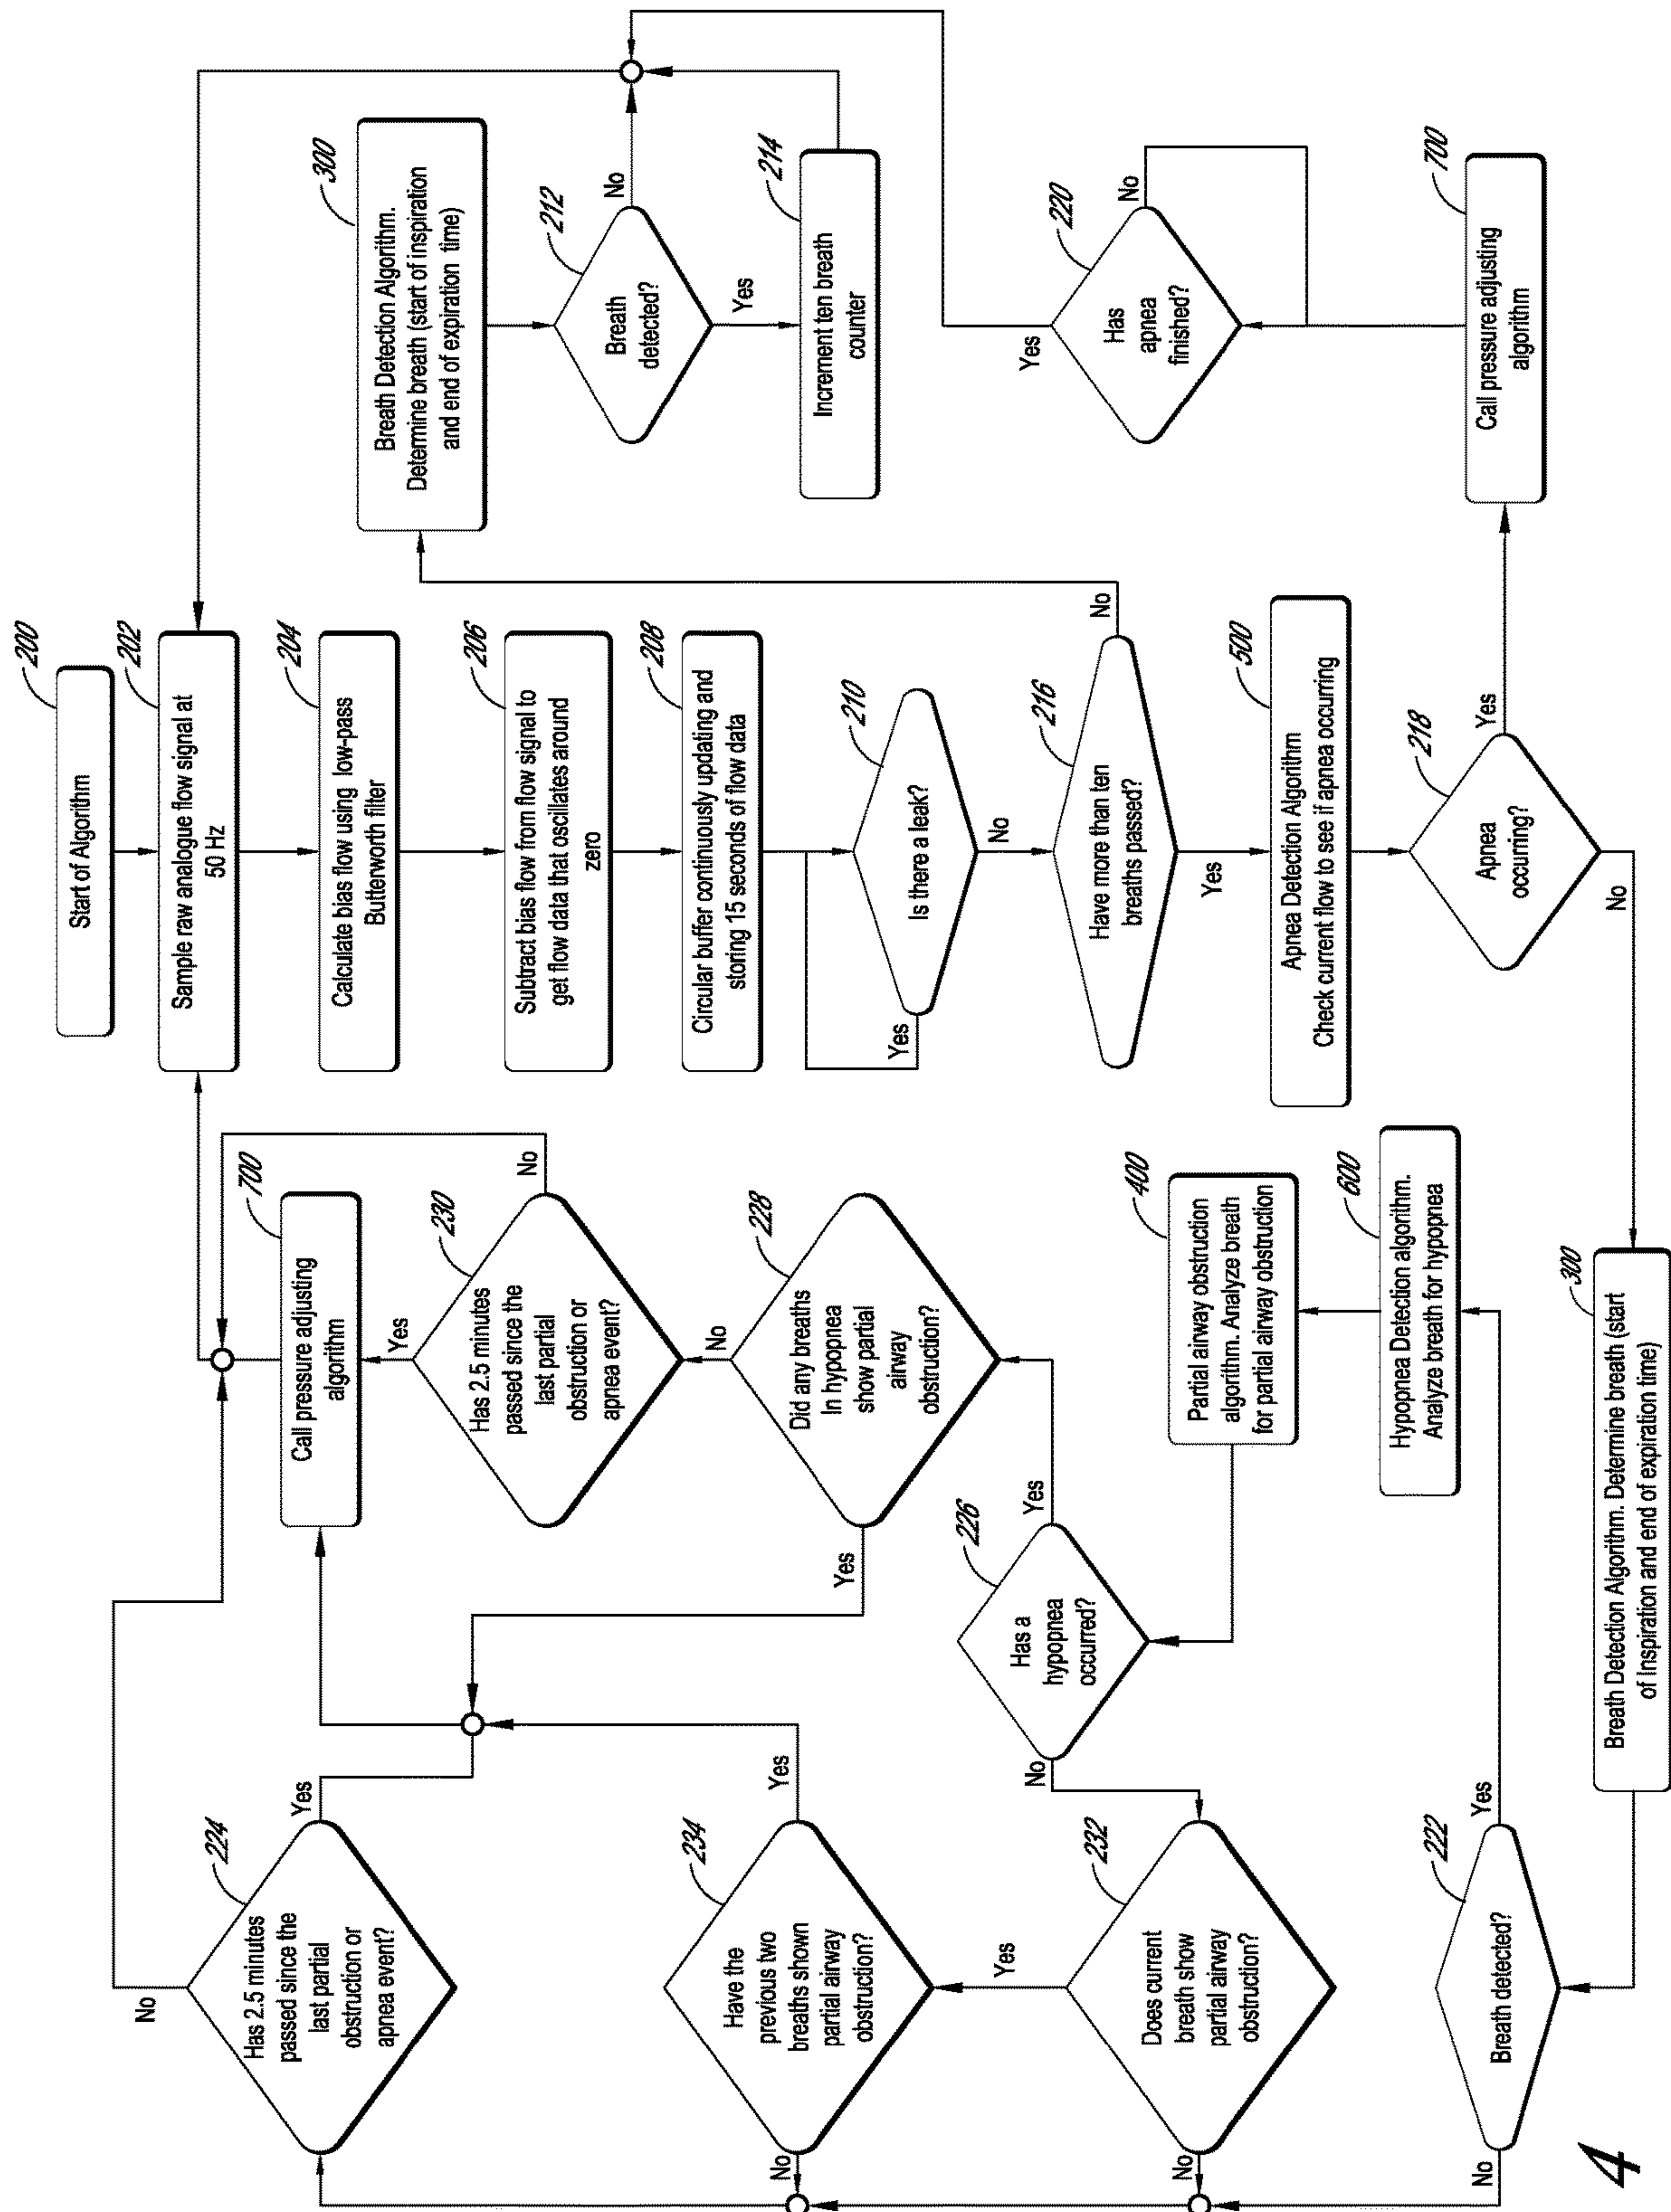 200
Start of Algorithm
202
Sample raw analogue flow signal at
50 Hz
204
Calculate bias flow using low-pass
Butterworth filter
206
Subtract bias flow from flow signal to
get flow data that oscillates around
zero
208
Circular buffer continuously updating and
storing 15 seconds of flow data
210
Is there a leak?
Yes
No
216
Have more than ten
breaths passed?
No
Yes
300
Breath Detection Algorithm.
Determine breath (start of inspiration
and end of expiration time)
212
Breath
detected?
No
Yes
214
Increment ten breath
counter
500
Apnea Detection Algorithm
Check current flow to see if apnea occurring
218
Apnea
occurring?
Yes
No
700
Call pressure adjusting
algorithm
220
Has
apnea
finished?
No
Yes
300
Breath Detection Algorithm. Determine breath (start
of Inspiration and end of expiration time)
222
Breath detected?
Yes
No
600
Hypopnea Detection algorithm.
Analyze breath for hypopnea
400
Partial airway obstruction
algorithm. Analyze breath
for partial airway obstruction
226
Has a
hypopnea
occurred?
Yes
No
228
Did any breaths
In hypopnea
show partial
airway
obstruction?
Yes
No
230
Has 2.5 minutes
passed since the
last partial
obstruction or
apnea event?
No
Yes
700
Call pressure adjusting
algorithm
232
Does current
breath show
partial airway
obstruction?
No
Yes
234
Have the
previous two
breaths shown
partial airway
obstruction?
No
Yes
224
Has 2.5 minutes
passed since the
last partial
obstruction or
apnea event?
Yes
No
4